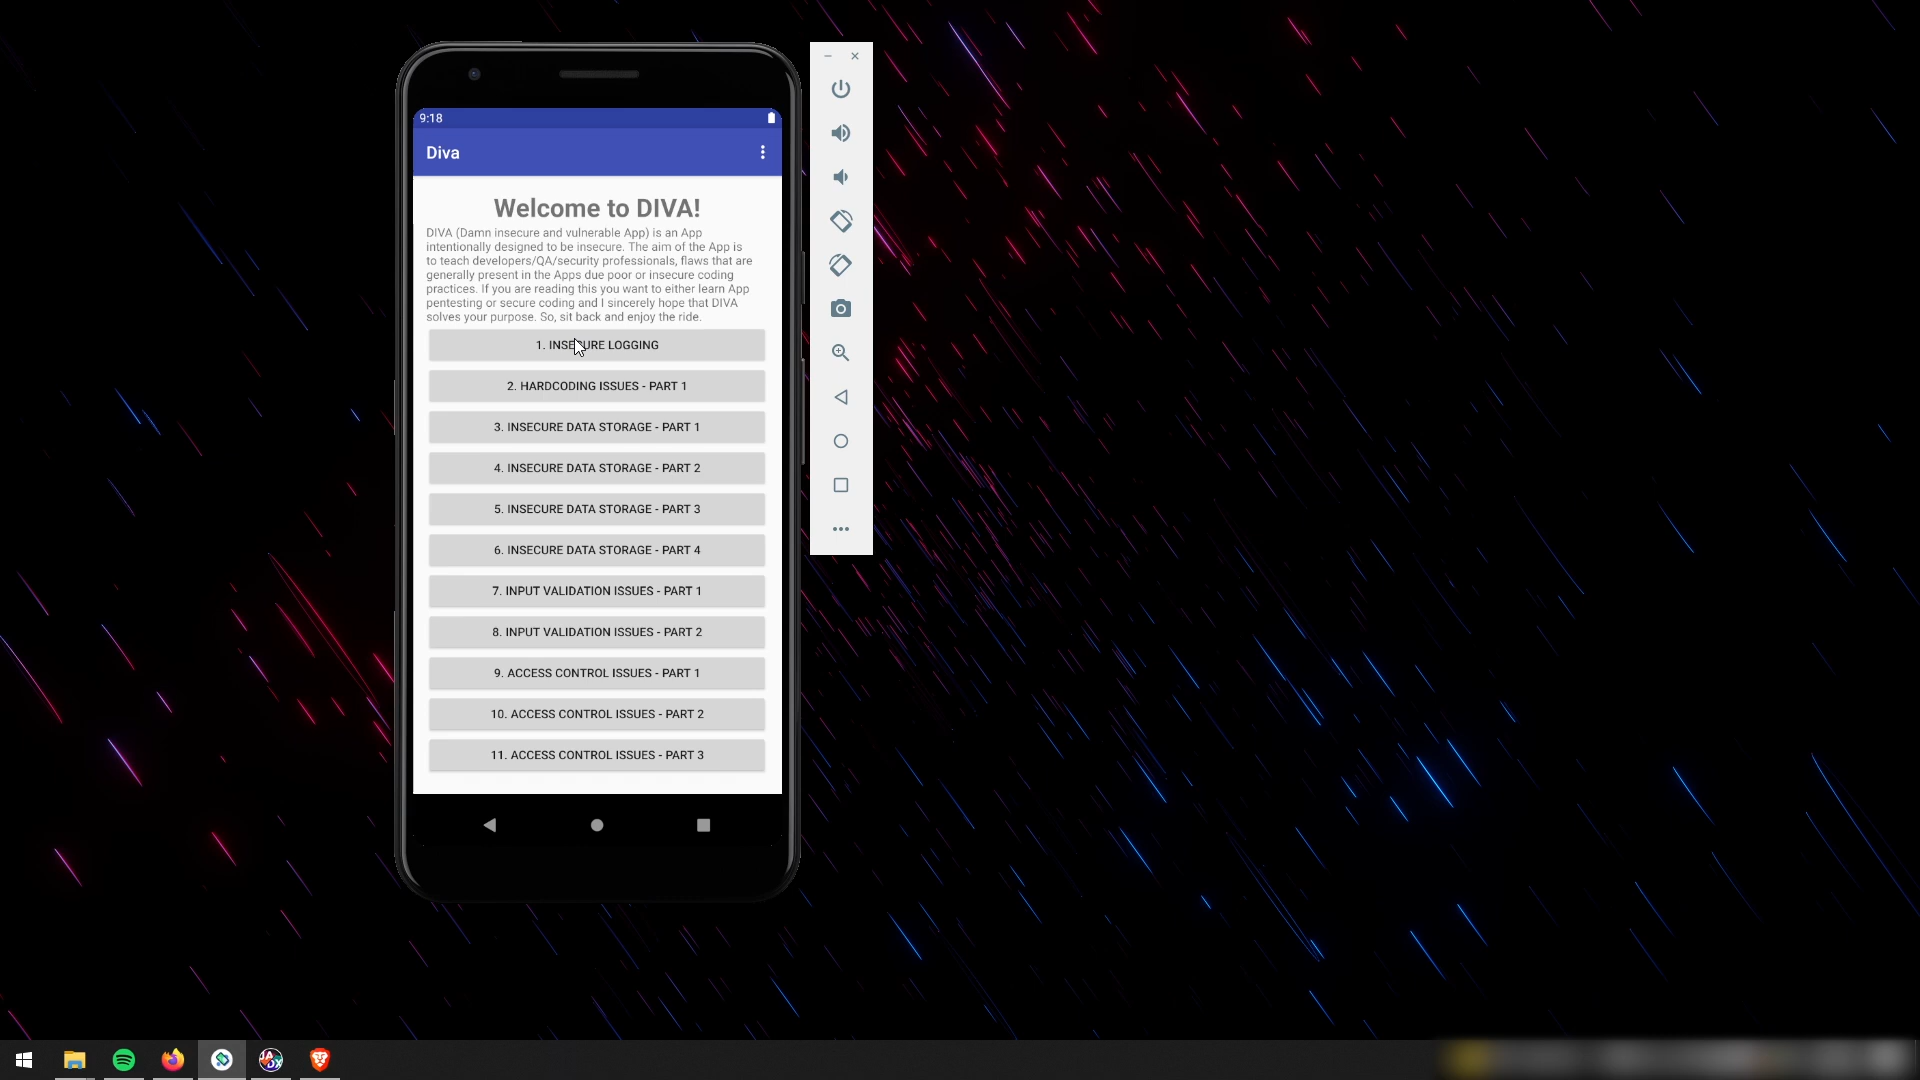 9:18
Diva
Welcome to DIVA!
DIVA (Damn insecure and vulnerable App) is an App
intentionally designed to be insecure. The aim of the App is
to teach developers/QA/security professionals, flaws that are
generally present in the Apps due poor or insecure coding
practices. If you are reading this you want to either learn App
pentesting or secure coding and I sincerely hope that DIVA
solves your purpose. So, sit back and enjoy the ride.
1. INSECURE LOGGING
2. HARDCODING ISSUES - PART 1
3. INSECURE DATA STORAGE - PART 1
4. INSECURE DATA STORAGE - PART 2
5. INSECURE DATA STORAGE - PART 3
6. INSECURE DATA STORAGE - PART 4
7. INPUT VALIDATION ISSUES - PART 1
8. INPUT VALIDATION ISSUES - PART 2
9. ACCESS CONTROL ISSUES - PART 1
10. ACCESS CONTROL ISSUES - PART 2
11. ACCESS CONTROL ISSUES - PART 3
JADX